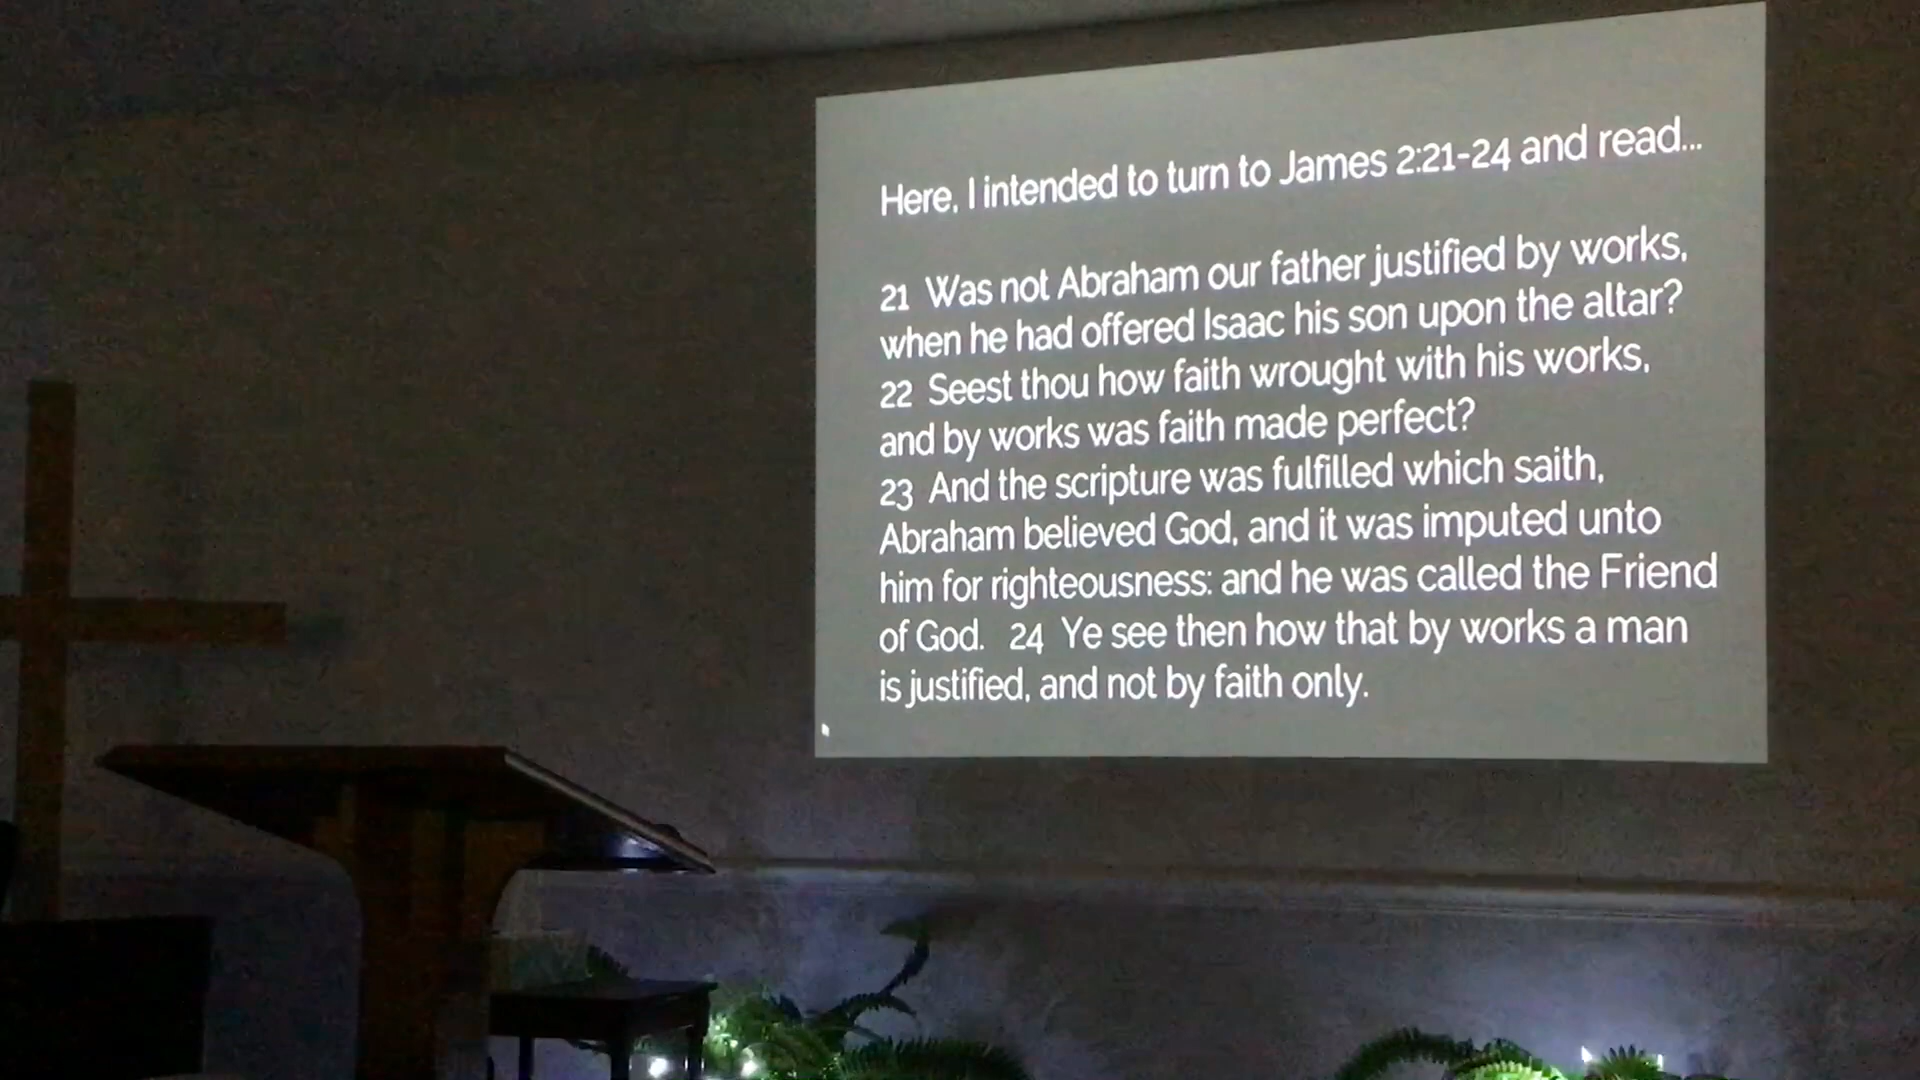 Here, I intended to turn to James 2:21-24 and read...
21 Was not Abraham our father justified by works,
when he had offered Isaac his son upon the altar?
22 Seest thou how faith wrought with his works,
and by works was faith made perfect?
23 And the scripture was fulfilled which saith,
Abraham believed God, and it was imputed unto
him for righteousness: and he was called the Friend
of God. 24 Ye see then how that by works a man
is justified, and not by faith only.